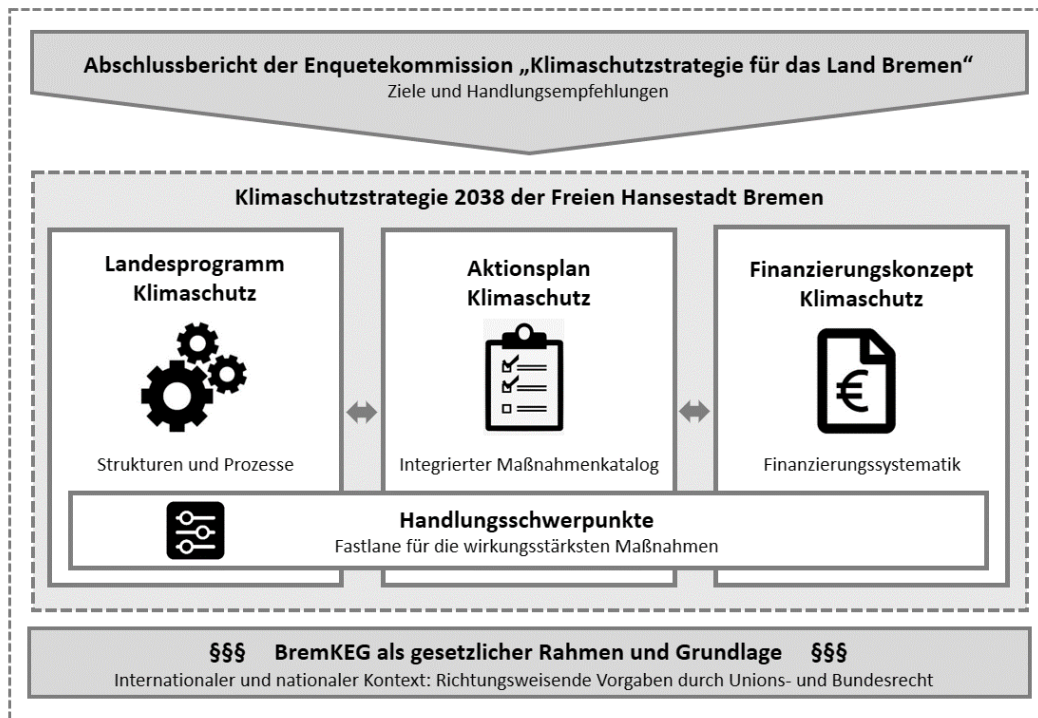 Abschlussbericht der Enquetekommission „Klimaschutzstrategie für das Land Bremen“
Ziele und Handlungsempfehlungen
Klimaschutzstrategie 2038 der Freien Hansestadt Bremen
Landesprogramm
Klimaschutz
Strukturen und Prozesse
Aktionsplan
Klimaschutz
Integrierter Maßnahmenkatalog
Finanzierungskonzept
Klimaschutz
€
Finanzierungssystematik
Handlungsschwerpunkte
Fastlane für die wirkungsstärksten Maßnahmen
§§§ BremKEG als gesetzlicher Rahmen und Grundlage §§§
Internationaler und nationaler Kontext: Richtungsweisende Vorgaben durch Unions- und Bundesrecht